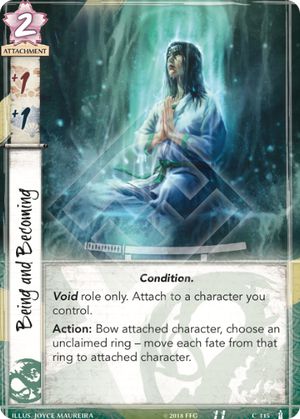 2
ATTACHMENT
+1
+1
Being and Becoming
Condition.
Void role only. Attach to a character you
control.
Action: Bow attached character, choose an
unclaimed ring – move each fate from that
ring to attached character.
ILLUS. JOYCE MAUREIRA
© 2018 FFG
11